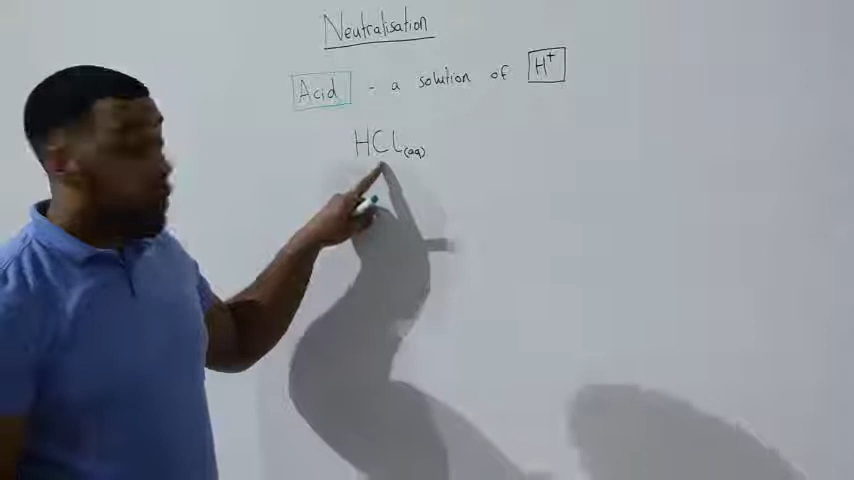 Neutralisation
Acid - a solution of H⁺
HCl(aq)